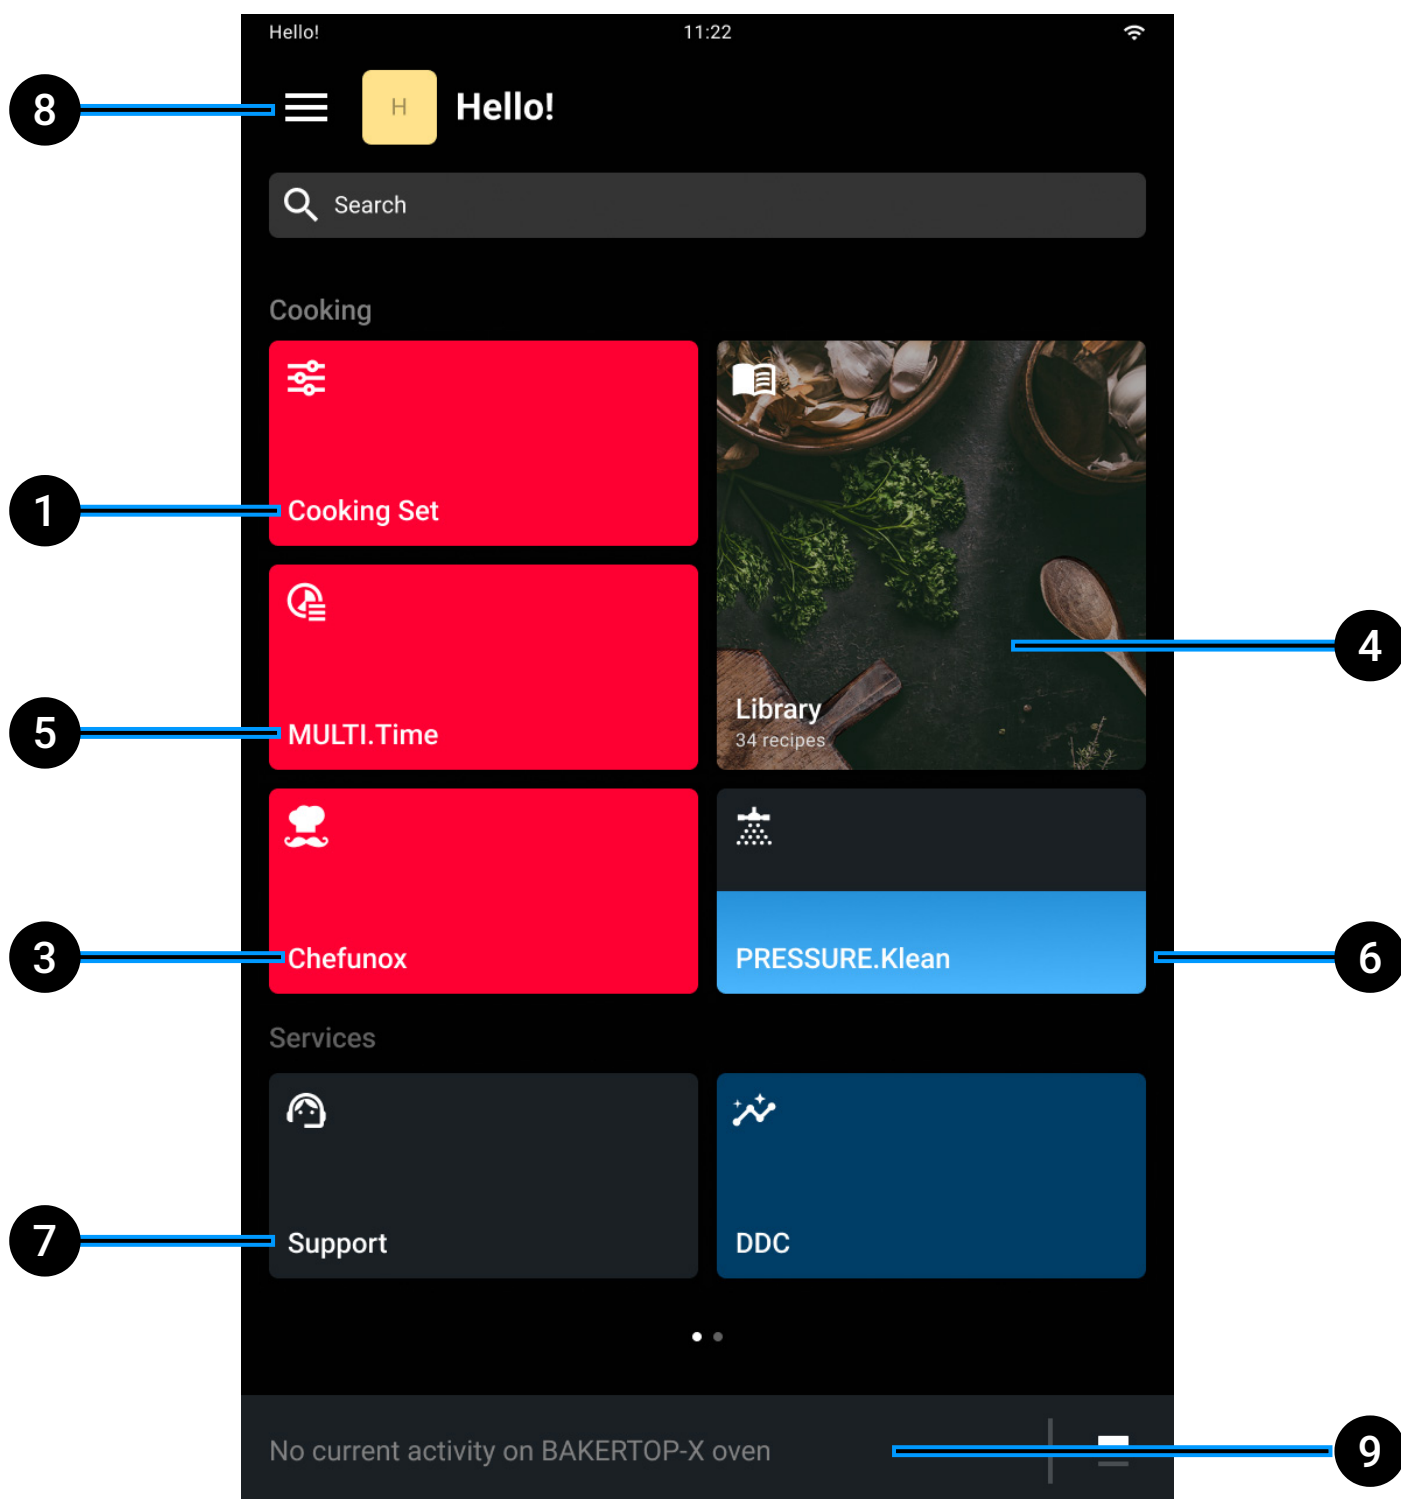 Hello! 11:22
8 H Hello!
Search
Cooking
1 Cooking Set
4
5 MULTI.Time
Library
34 recipes
3 Chefunox
PRESSURE.Klean 6
Services
7 Support
DDC
No current activity on BAKERTOP-X oven 9